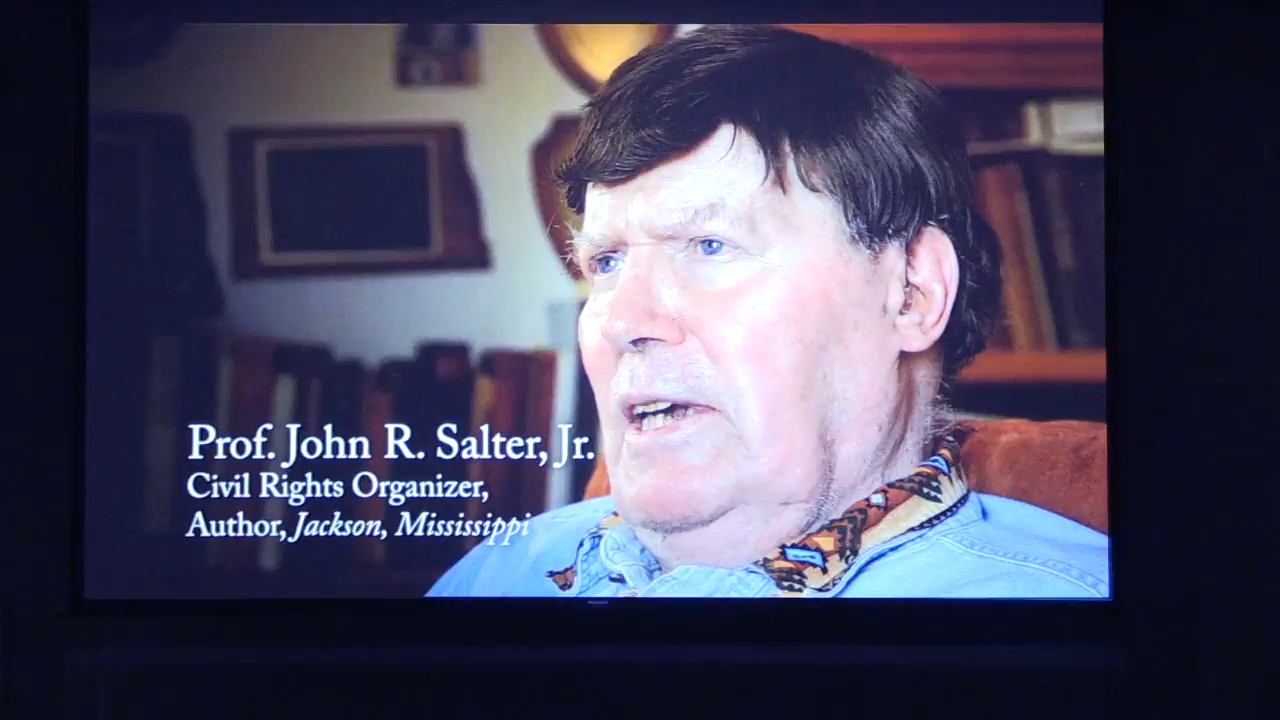 Prof. John R. Salter, Jr.
Civil Rights Organizer,
Author, Jackson, Mississippi